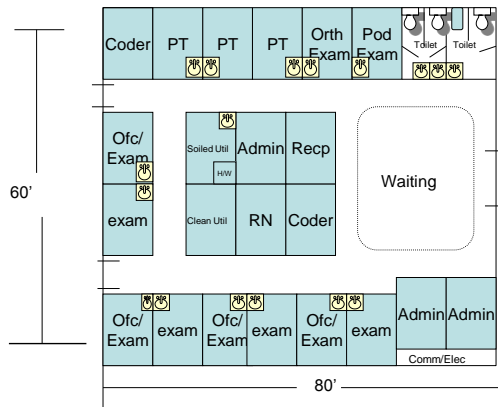 Coder
PT
PT
PT
Orth
Exam
Pod
Exam
Toilet
Toilet
Ofc/
Exam
Soiled Util
Admin
Recp
H/W
Waiting
60’
exam
Clean Util
RN
Coder
Ofc/
Exam
exam
Ofc/
Exam
exam
Ofc/
Exam
exam
Admin
Admin
Comm/Elec
80’